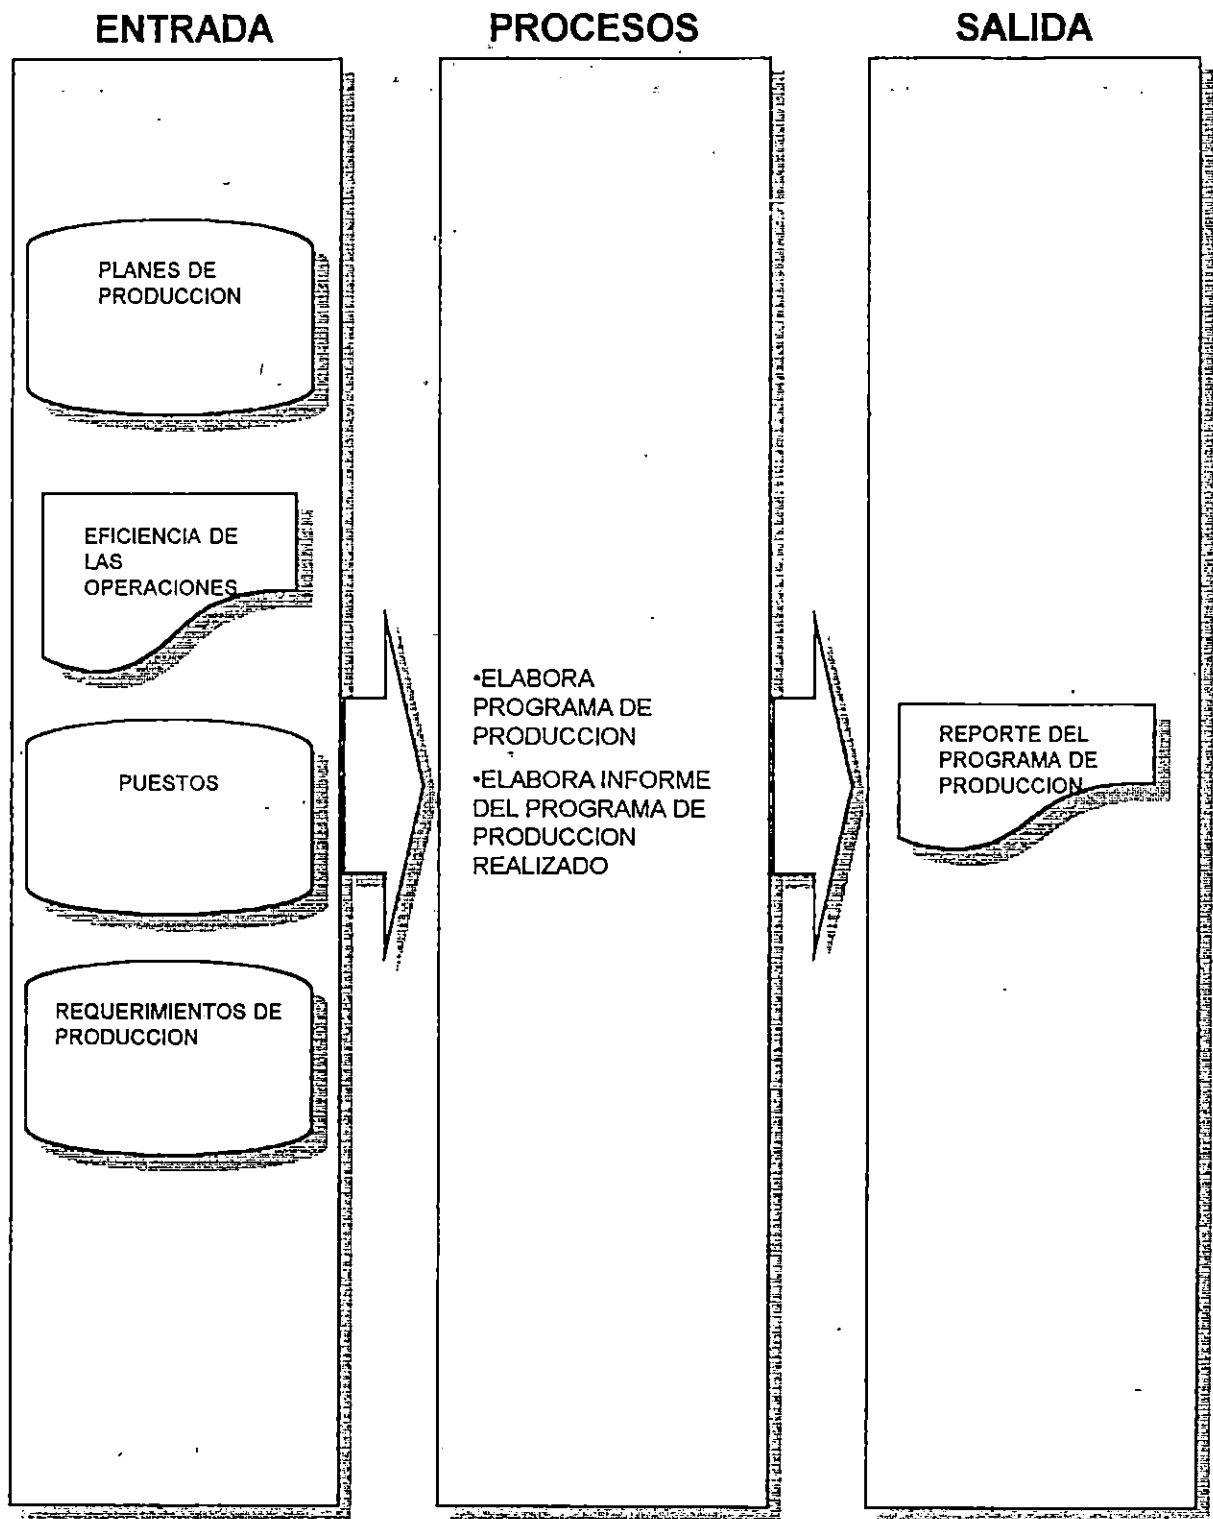 ENTRADA
PROCESOS
SALIDA
PLANES DE
PRODUCCION
EFICIENCIA DE
LAS
OPERACIONES
PUESTOS
REQUERIMIENTOS DE
PRODUCCION
•ELABORA
PROGRAMA DE
PRODUCCION
•ELABORA INFORME
DEL PROGRAMA DE
PRODUCCION
REALIZADO
REPORTE DEL
PROGRAMA DE
PRODUCCION